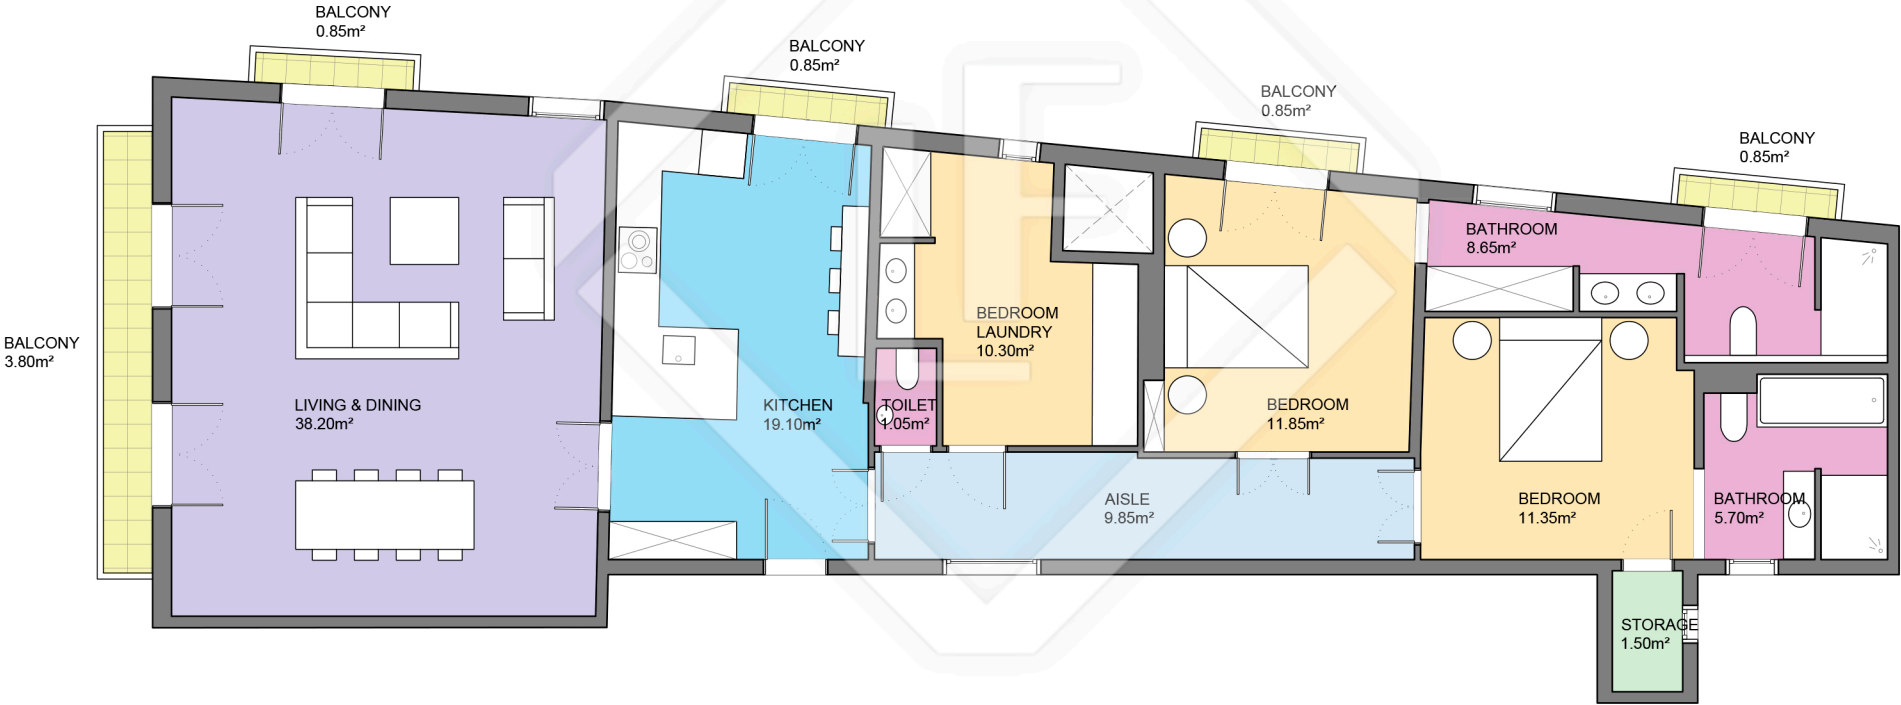 BALCONY
0.85m²
BALCONY
0.85m²
BALCONY
0.85m²
BALCONY
0.85m²
BALCONY
3.80m²
LIVING & DINING
38.20m²
KITCHEN
19.10m²
TOILET
1.05m²
BEDROOM
LAUNDRY
10.30m²
BEDROOM
11.85m²
BATHROOM
8.65m²
AISLE
9.85m²
BEDROOM
11.35m²
BATHROOM
5.70m²
STORAGE
1.50m²